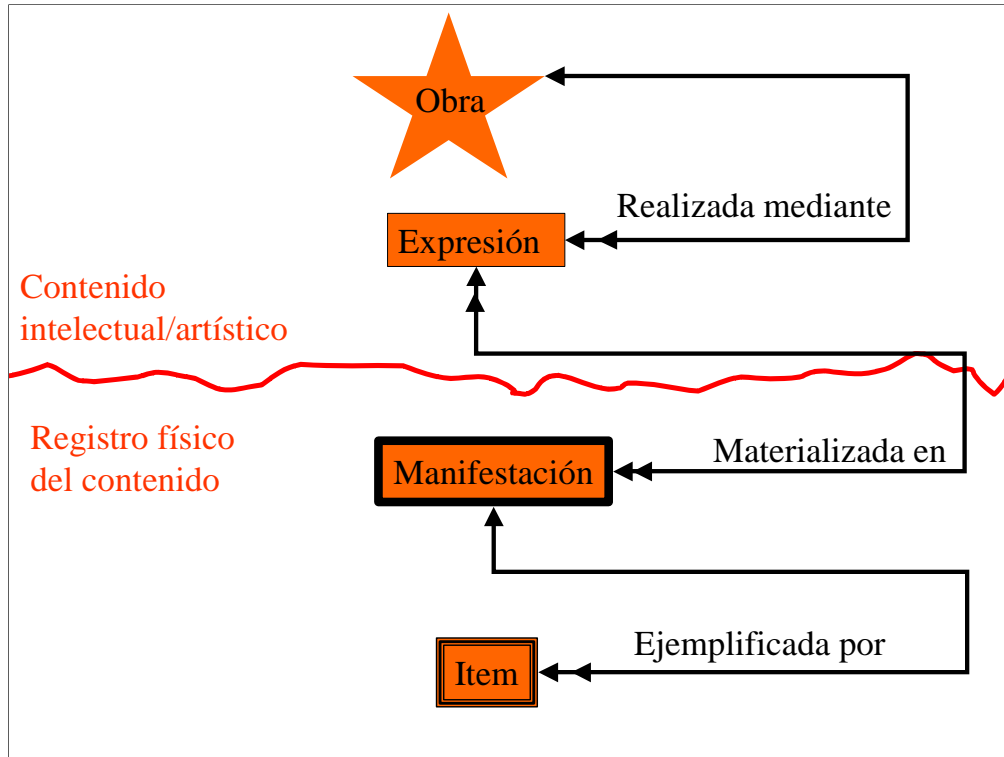 Obra
Realizada mediante
Expresión
Contenido
intelectual/artístico
Registro físico
del contenido
Materializada en
Manifestación
Ejemplificada por
Item